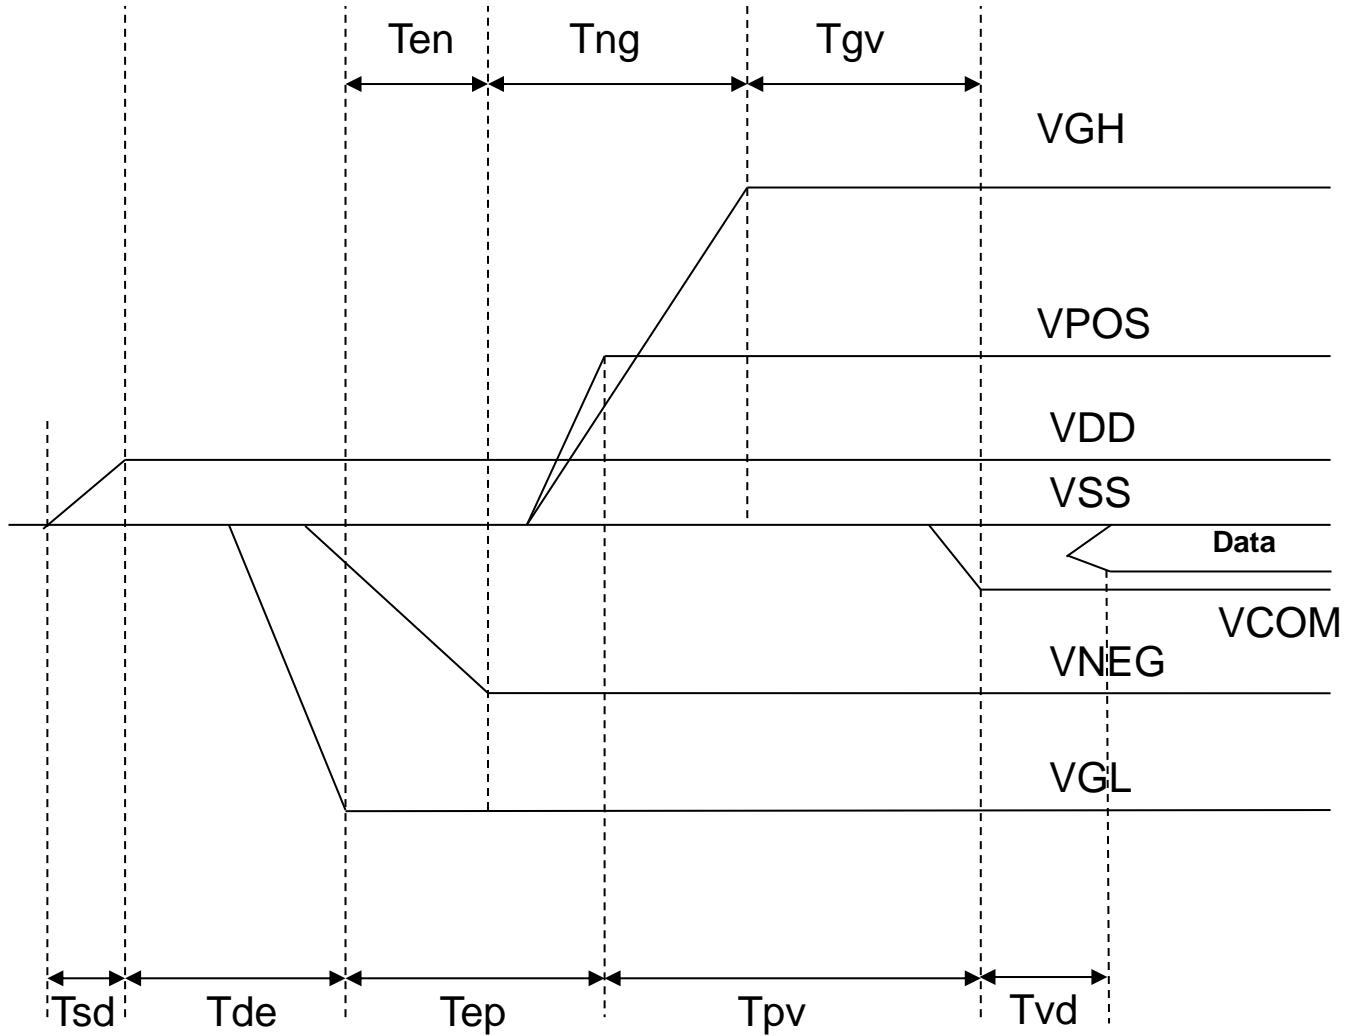 Ten
Tng
Tgv
VGH
VPOS
VDD
VSS
Data
VCOM
VNEG
VGL
Tsd
Tde
Tep
Tpv
Tvd